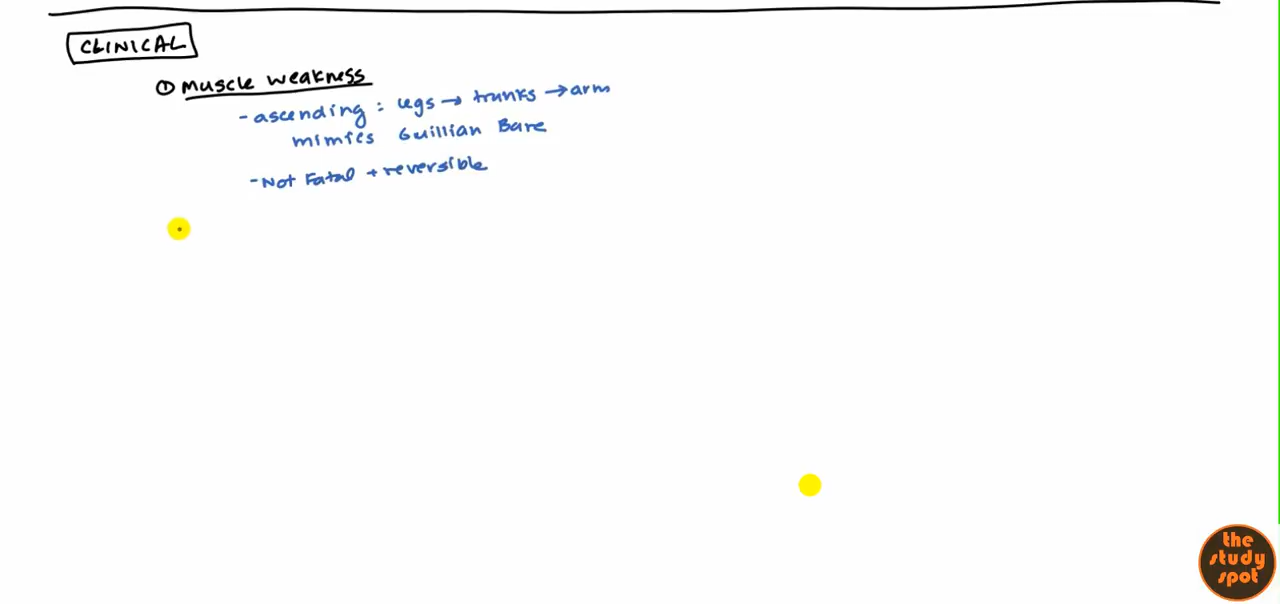 CLINICAL
① Muscle weakness
- ascending : legs → trunks → arm
mimics Guillian Bare
- Not Fatal + reversible
the
study
spot